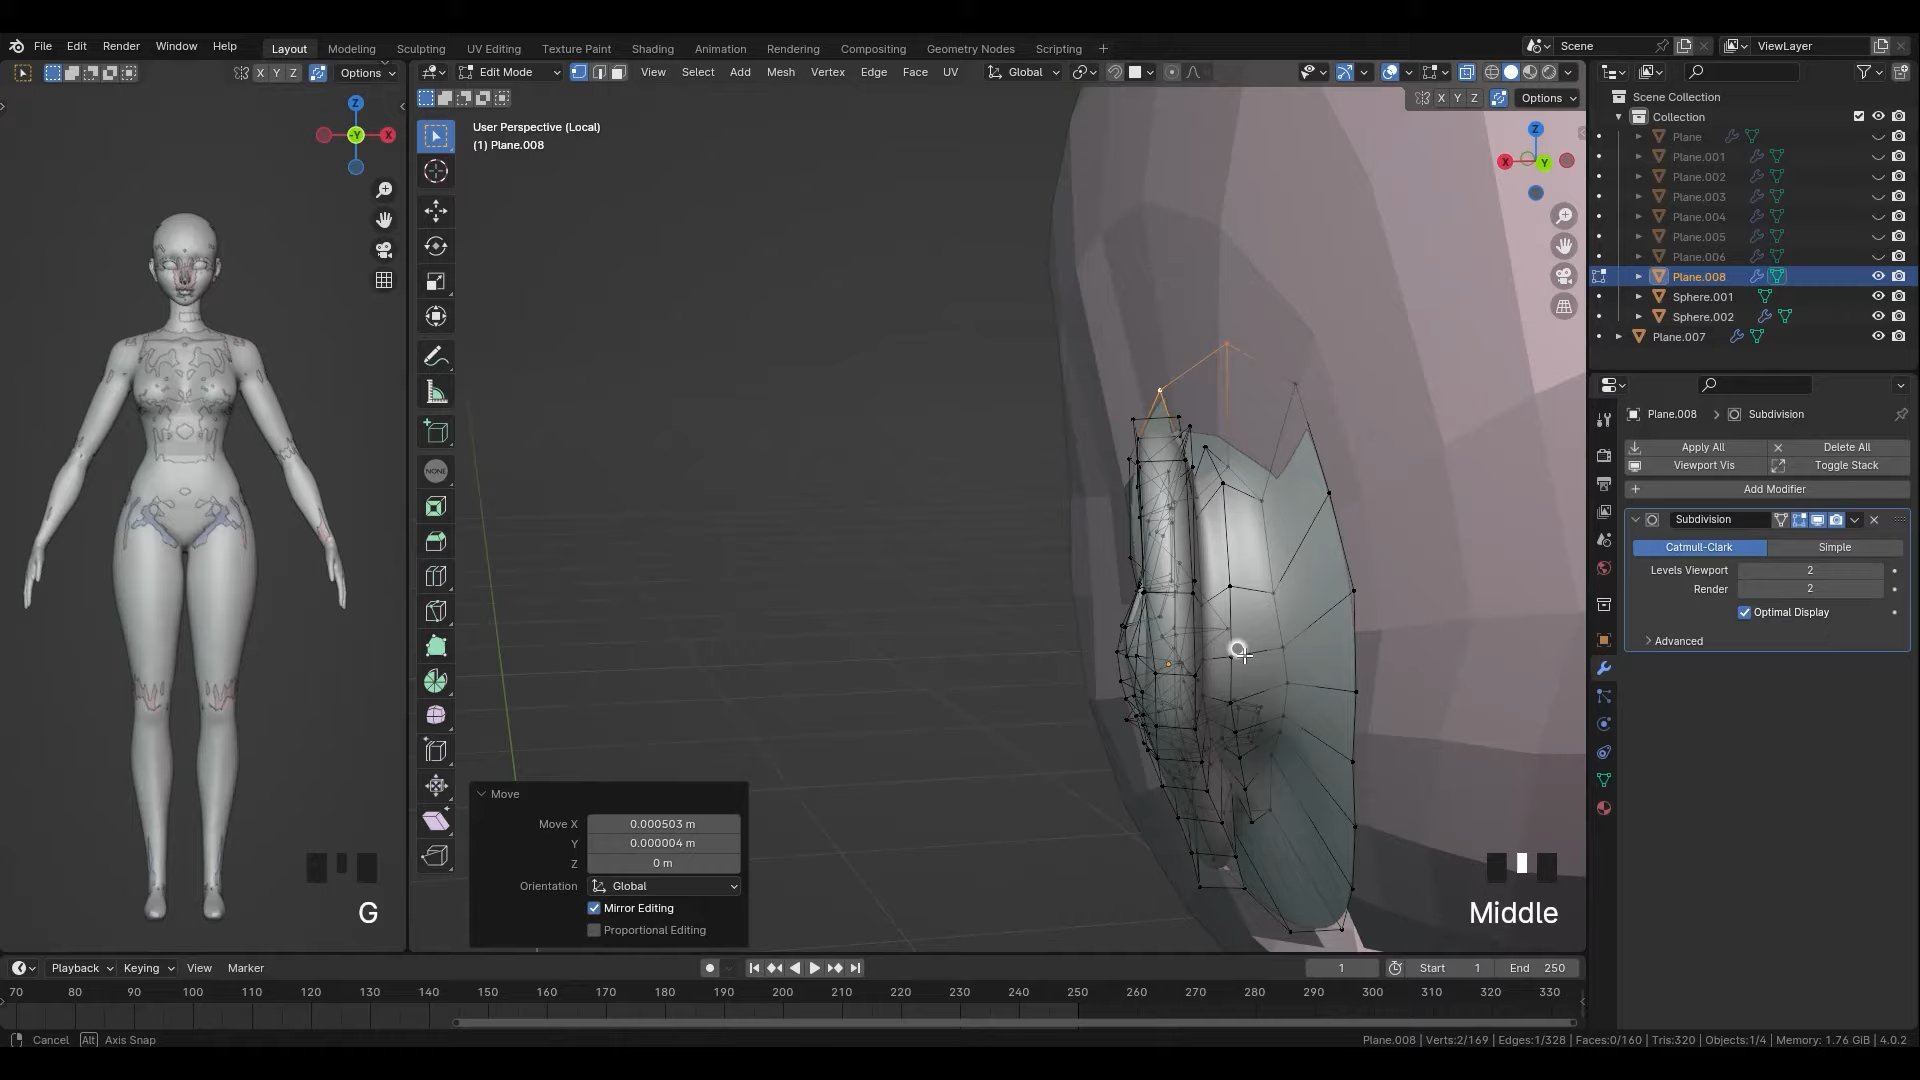 File Edit Render Window Help
Layout Modeling Sculpting UV Editing Texture Paint Shading Animation Rendering Compositing Geometry Nodes Scripting +
Scene
ViewLayer
X Y Z Options
Edit Mode View Select Add Mesh Vertex Edge Face UV Global
X Y Z Options
Z
-Y
X
User Perspective (Local)
(1) Plane.008
Z
X
Y
NONE
G
Middle
Move
Move X 0.000503 m
Y 0.000004 m
Z 0 m
Orientation Global
Mirror Editing
Proportional Editing
Scene Collection
Collection
Plane
Plane.001
Plane.002
Plane.003
Plane.004
Plane.005
Plane.006
Plane.008
Sphere.001
Sphere.002
Plane.007
Plane.008 > Subdivision
Apply All Delete All
Viewport Vis Toggle Stack
Add Modifier
Subdivision
Catmull-Clark Simple
Levels Viewport 2
Render 2
Optimal Display
Advanced
Playback Keying View Marker
1 Start 1 End 250
70 80 90 100 110 120 130 140 150 160 170 180 190 200 210 220 230 240 250 260 270 280 290 300 310 320 330
Cancel Alt Axis Snap
Plane.008 | Verts:2/169 | Edges:1/328 | Faces:0/160 | Tris:320 | Objects:1/4 | Memory: 1.76 GiB | 4.0.2